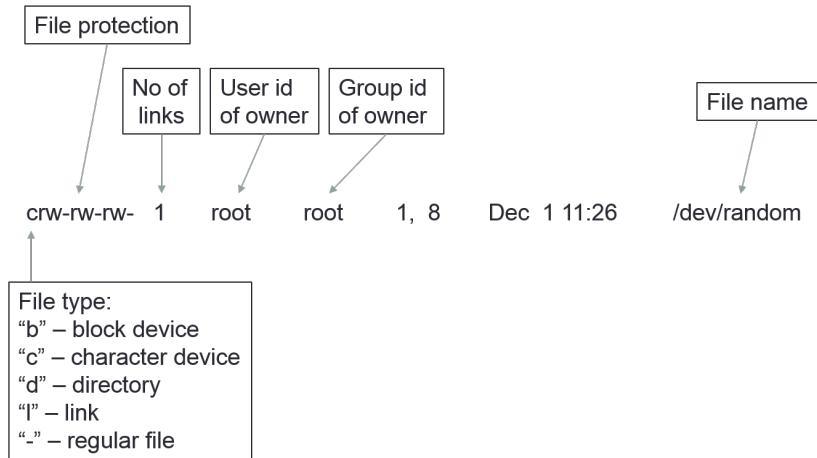 File protection
No of
links
User id
of owner
Group id
of owner
File name
crw-rw-rw- 1 root root 1, 8 Dec 1 11:26 /dev/random
File type:
“b” – block device
“c” – character device
“d” – directory
“l” – link
“-” – regular file